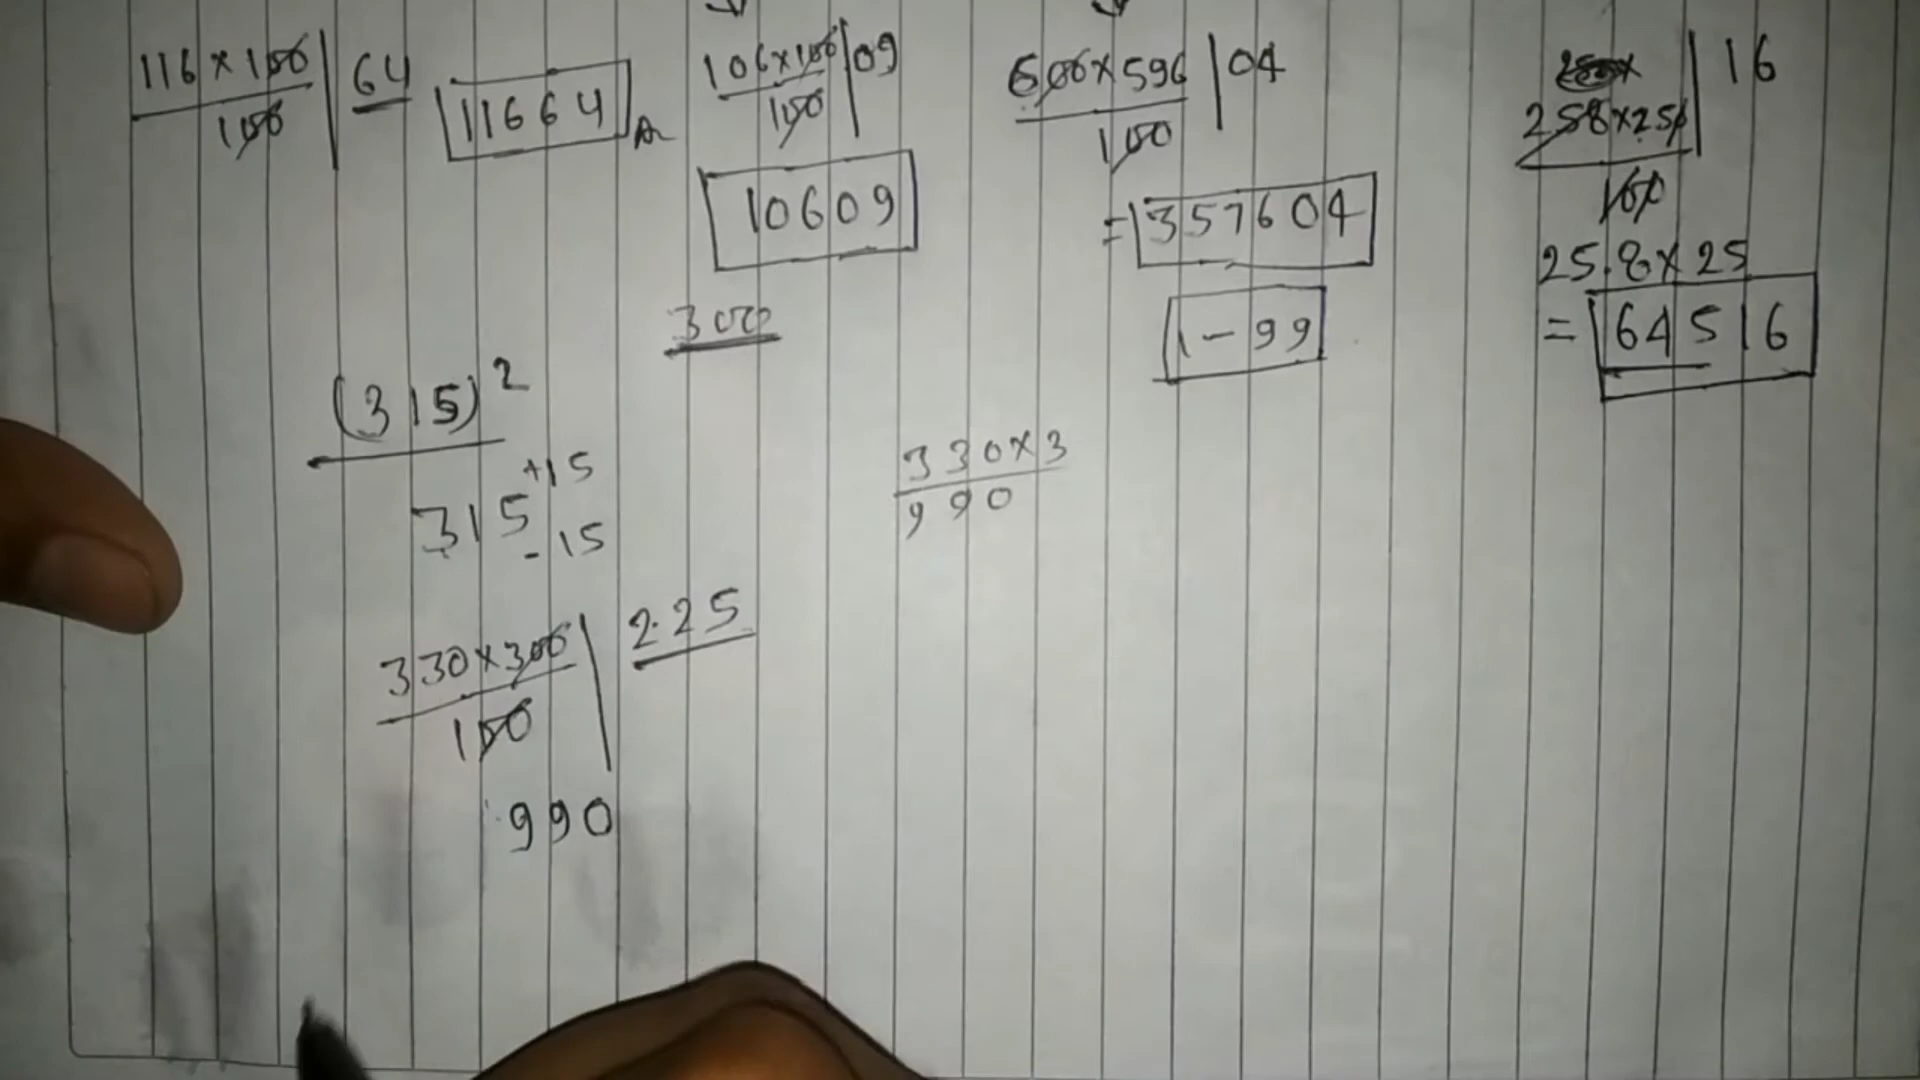 116 × 100 | 64
100
11664 A
106×100 | 09
100
10609
600×596 | 04
100
= 357604
1 - 99
258×250 | 16
100
25.8×25
= 64516
300
(315)²
+15
315
-15
330×300 | 2.25
100
990
330×3
990